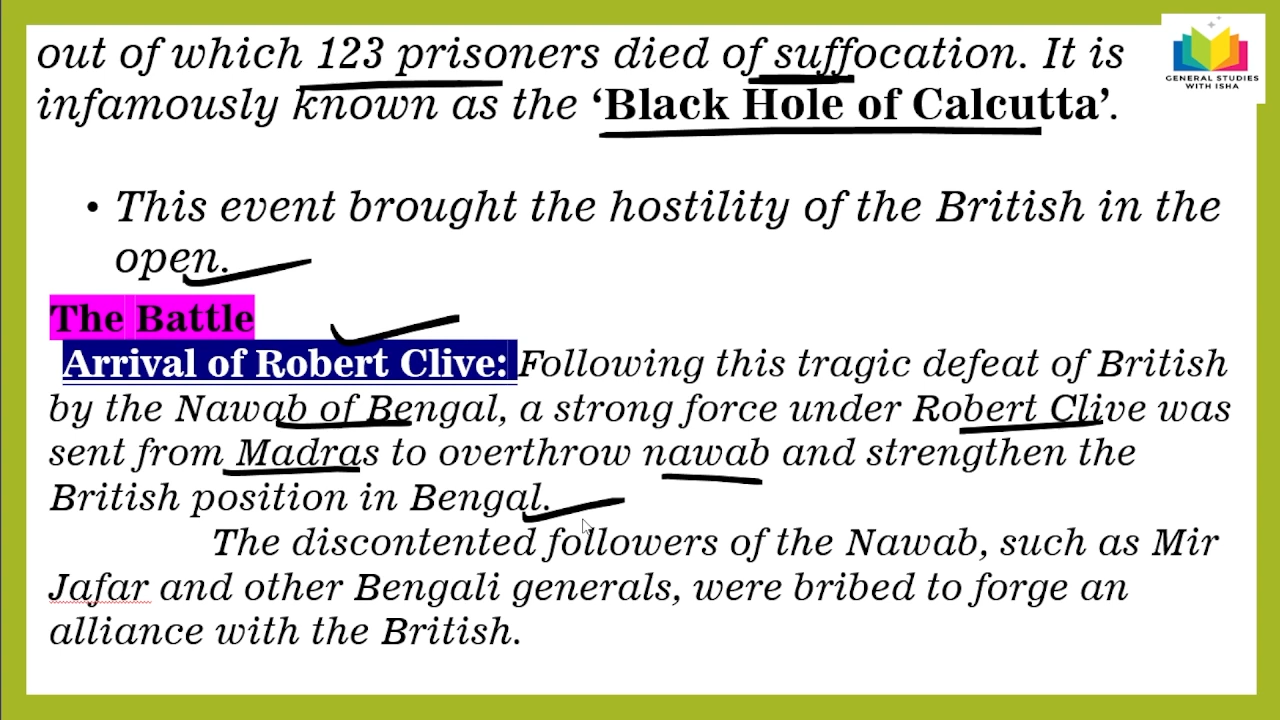 out of which 123 prisoners died of suffocation. It is
infamously known as the ‘Black Hole of Calcutta’.
GENERAL STUDIES
WITH ISHA
• This event brought the hostility of the British in the
open.
The Battle
Arrival of Robert Clive: Following this tragic defeat of British
by the Nawab of Bengal, a strong force under Robert Clive was
sent from Madras to overthrow nawab and strengthen the
British position in Bengal.
The discontented followers of the Nawab, such as Mir
Jafar and other Bengali generals, were bribed to forge an
alliance with the British.